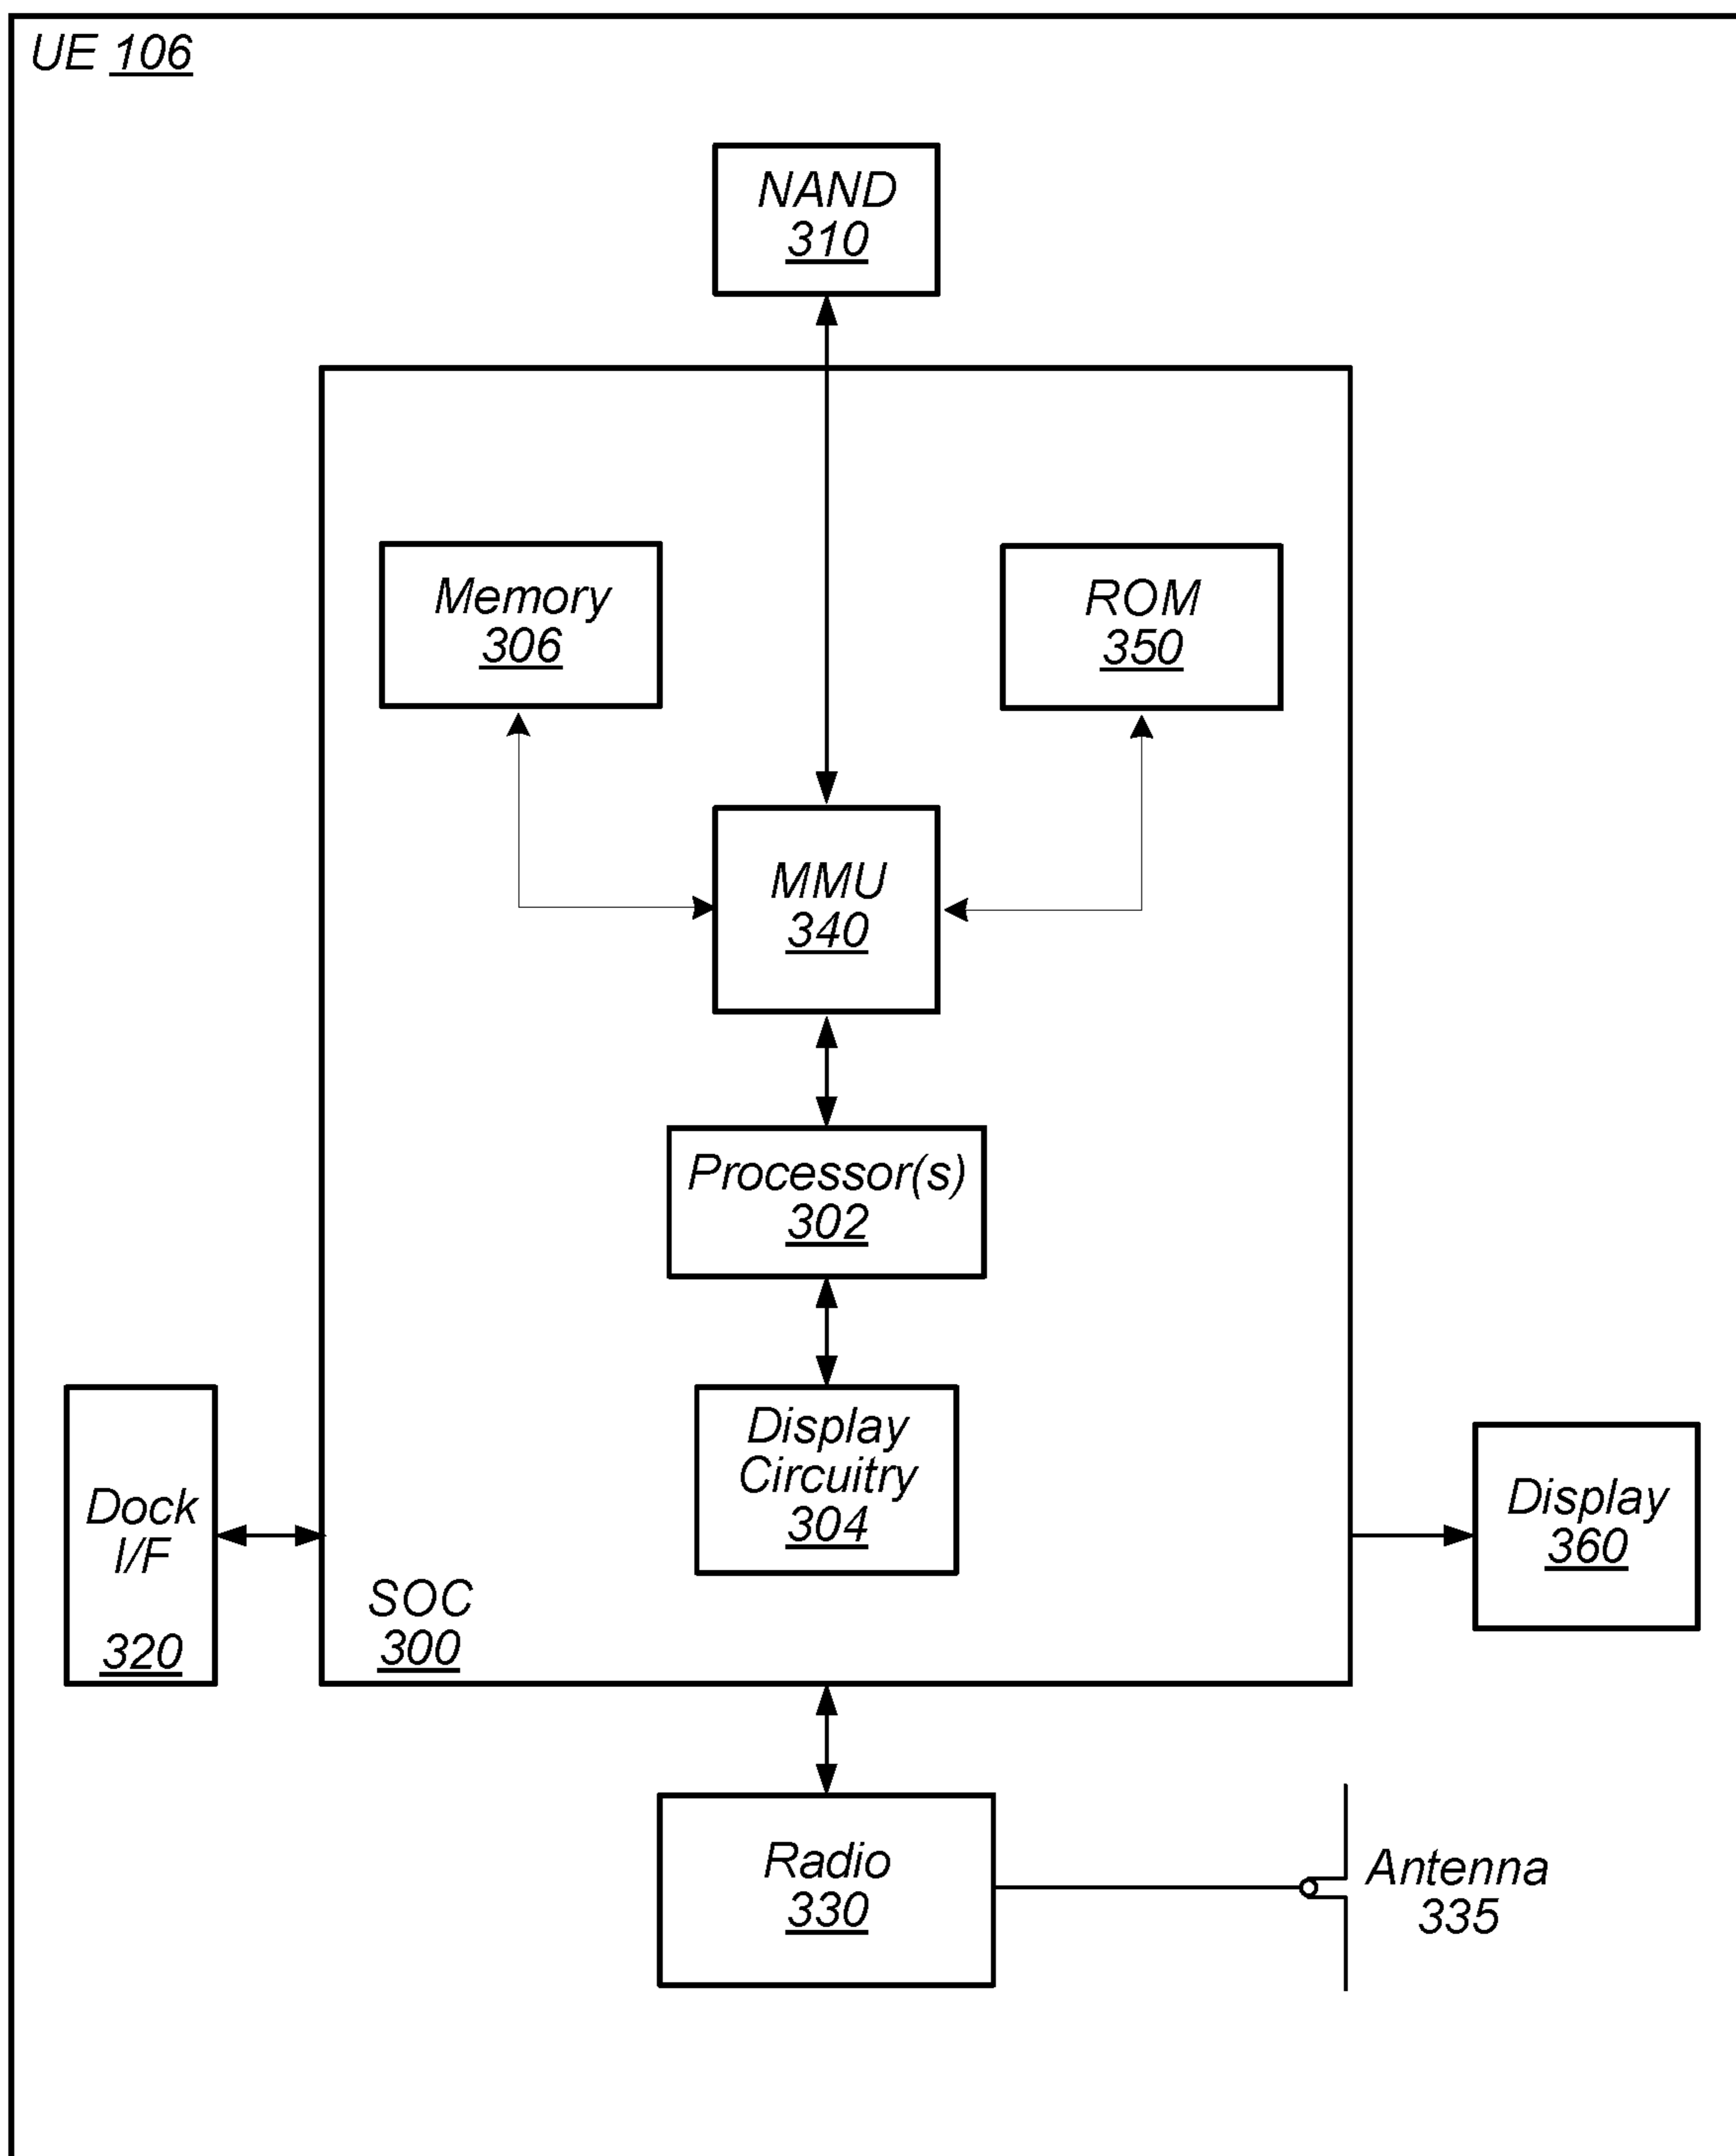 UE 106
NAND
310
Memory
306
ROM
350
MMU
340
Processor(s)
302
Display
Circuitry
304
Dock
I/F
320
SOC
300
Display
360
Radio
330
Antenna
335